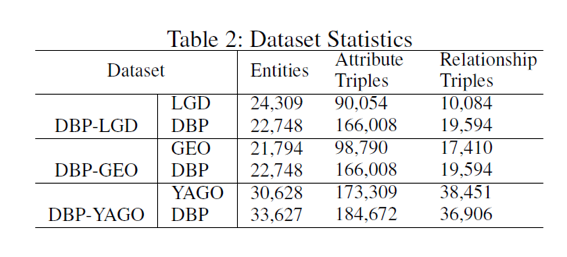 Table 2: Dataset Statistics
Dataset Entities Attribute Triples Relationship Triples
LGD 24,309 90,054 10,084
DBP-LGD DBP 22,748 166,008 19,594
GEO 21,794 98,790 17,410
DBP-GEO DBP 22,748 166,008 19,594
YAGO 30,628 173,309 38,451
DBP-YAGO DBP 33,627 184,672 36,906